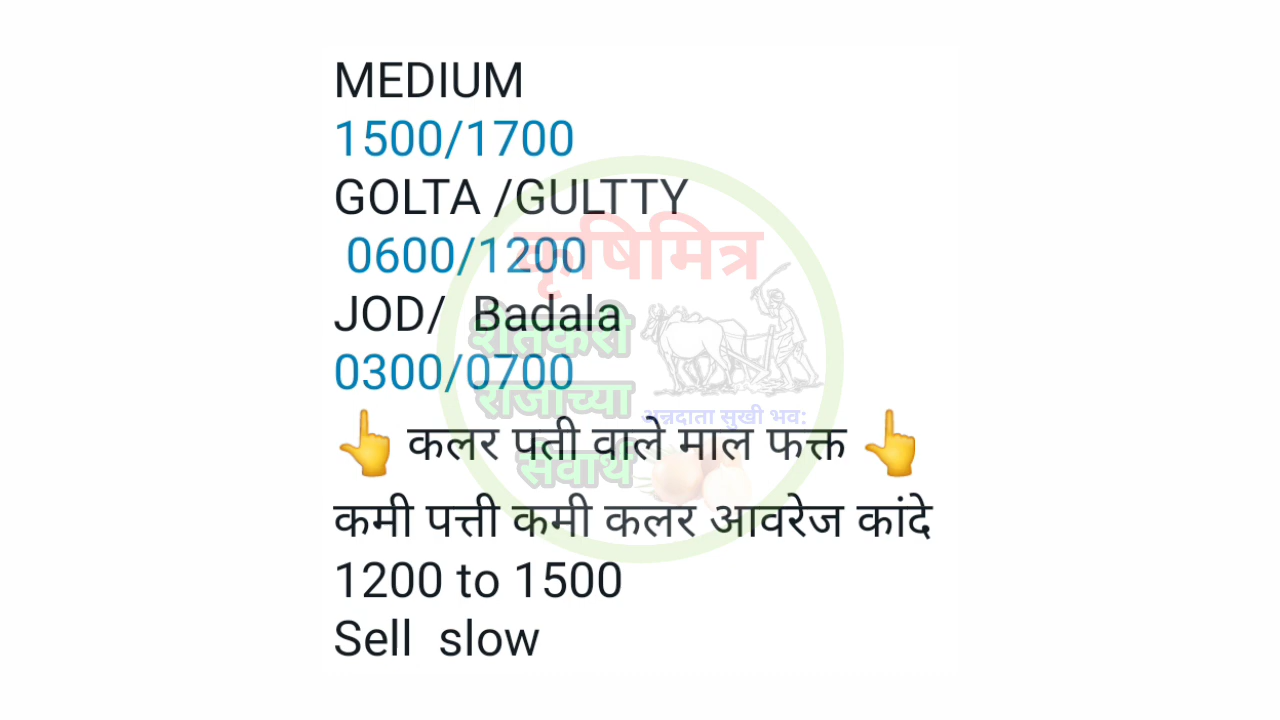 MEDIUM
1500/1700
GOLTA /GULTTY
0600/1200
JOD/ Badala
0300/0700
👆 कलर पती वाले माल फक्त 👆
कमी पत्ती कमी कलर आवरेज कांदे
1200 to 1500
Sell slow
कृषिमित्र
शेतकरी
राजाच्या
सेवार्थ
अन्नदाता सुखी भव: